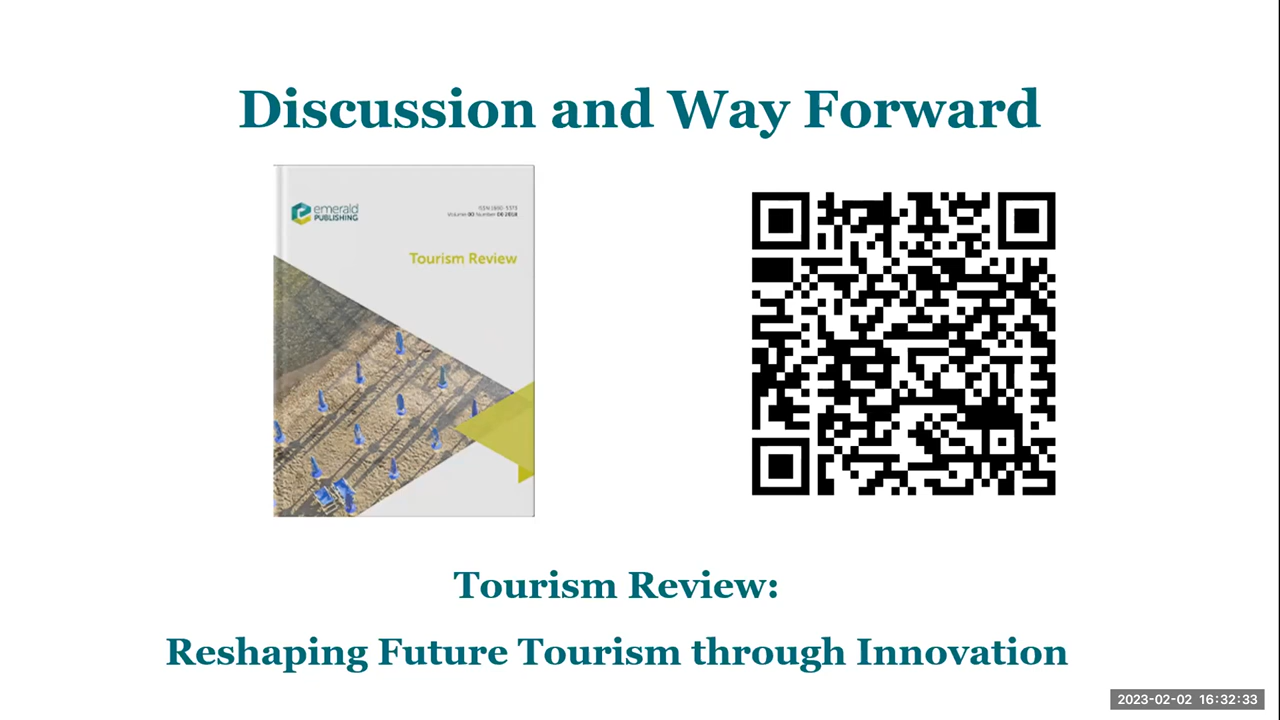 Discussion and Way Forward
emerald
PUBLISHING
Tourism Review
Tourism Review:
Reshaping Future Tourism through Innovation
2023-02-02 16:32:33